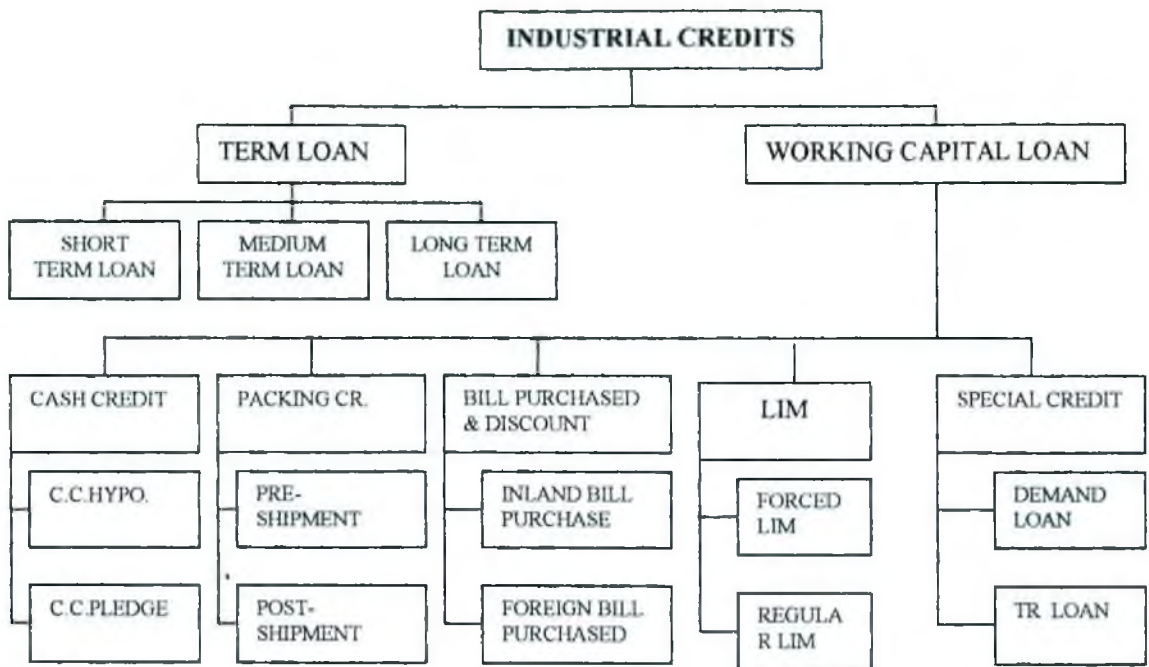 INDUSTRIAL CREDITS
TERM LOAN
WORKING CAPITAL LOAN
SHORT
TERM LOAN
MEDIUM
TERM LOAN
LONG TERM
LOAN
CASH CREDIT
PACKING CR.
BILL PURCHASED
& DISCOUNT
LIM
SPECIAL CREDIT
C.C.HYPO.
PRE-
SHIPMENT
INLAND BILL
PURCHASE
FORCED
LIM
DEMAND
LOAN
C.C.PLEDGE
POST-
SHIPMENT
FOREIGN BILL
PURCHASED
REGULA
R LIM
TR LOAN